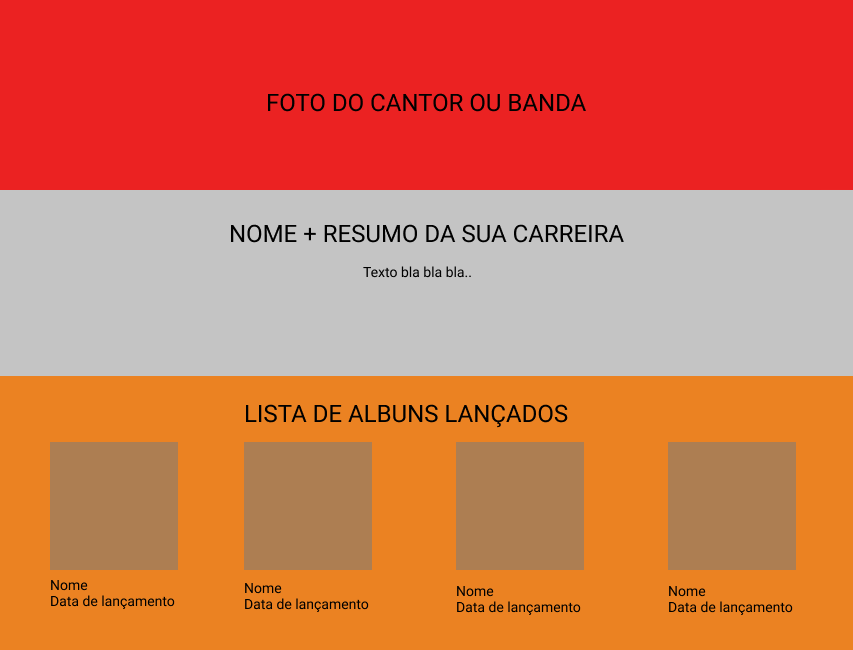 FOTO DO CANTOR OU BANDA
NOME + RESUMO DA SUA CARREIRA
Texto bla bla bla..
LISTA DE ALBUNS LANÇADOS
Nome
Data de lançamento
Nome
Data de lançamento
Nome
Data de lançamento
Nome
Data de lançamento